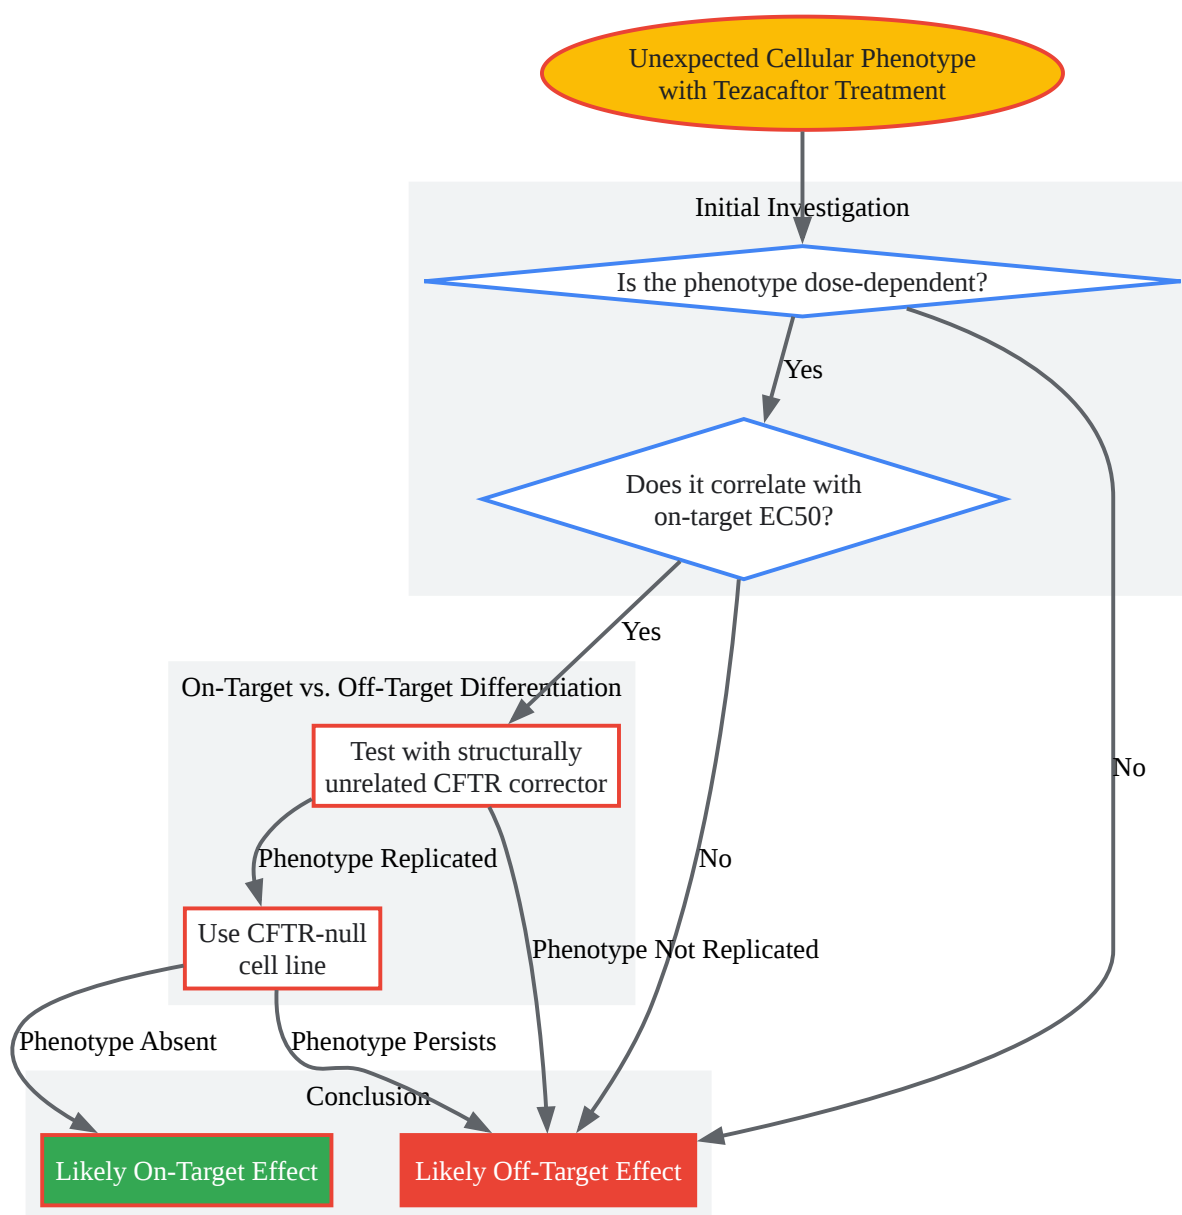 Unexpected Cellular Phenotype
with Tezacaftor Treatment
Initial Investigation
Is the phenotype dose-dependent?
Yes
Does it correlate with
on-target EC50?
Yes
On-Target vs. Off-Target Differentiation
Test with structurally
unrelated CFTR corrector
No
Phenotype Replicated
No
Use CFTR-null
cell line
Phenotype Not Replicated
Phenotype Absent
Phenotype Persists
Conclusion
Likely On-Target Effect
Likely Off-Target Effect